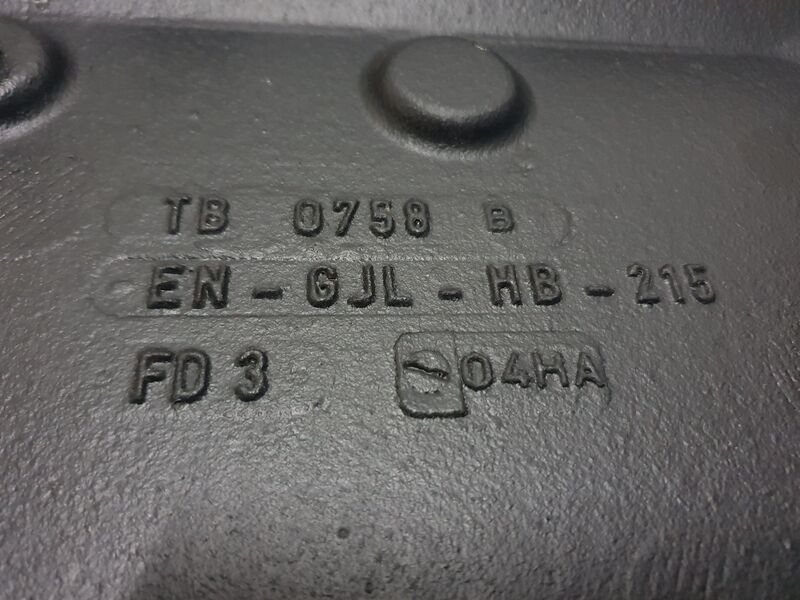 TB 0758 B
EN - GJL - HB - 215
FD 3 04HA